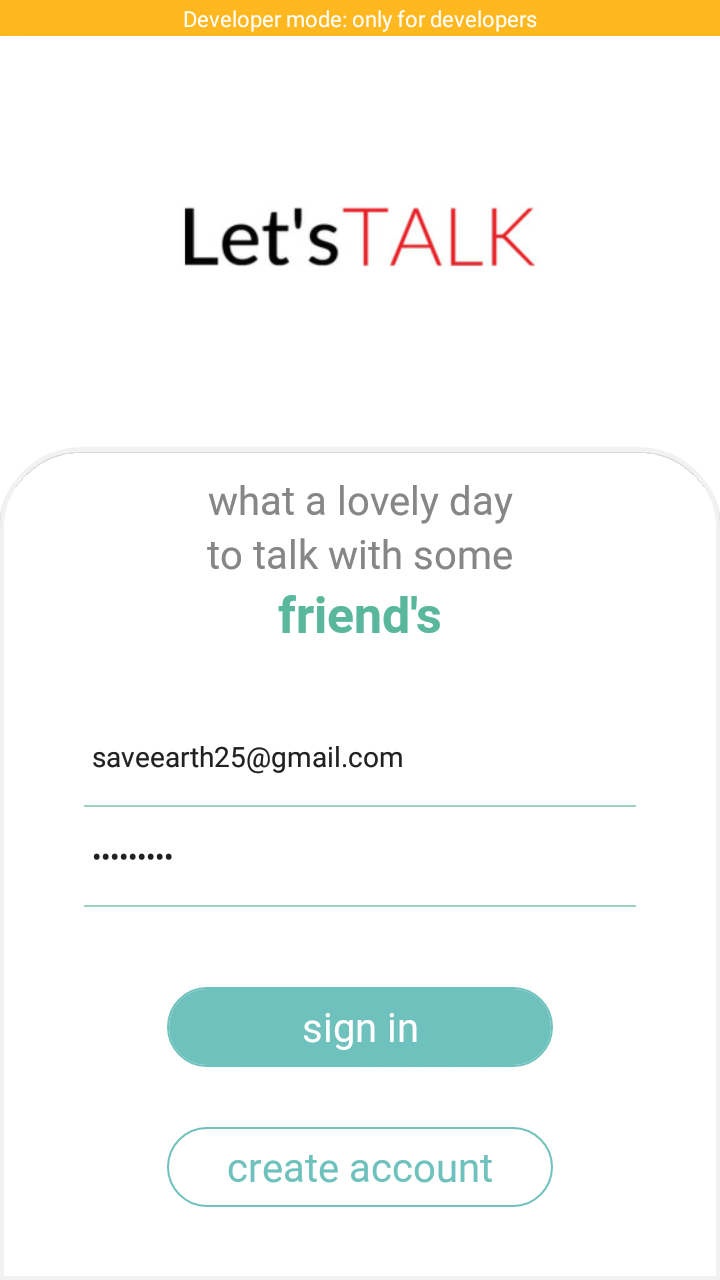 Developer mode: only for developers
Let'sTALK
what a lovely day
to talk with some
friend's
saveearth25@gmail.com
•••••••••
sign in
create account